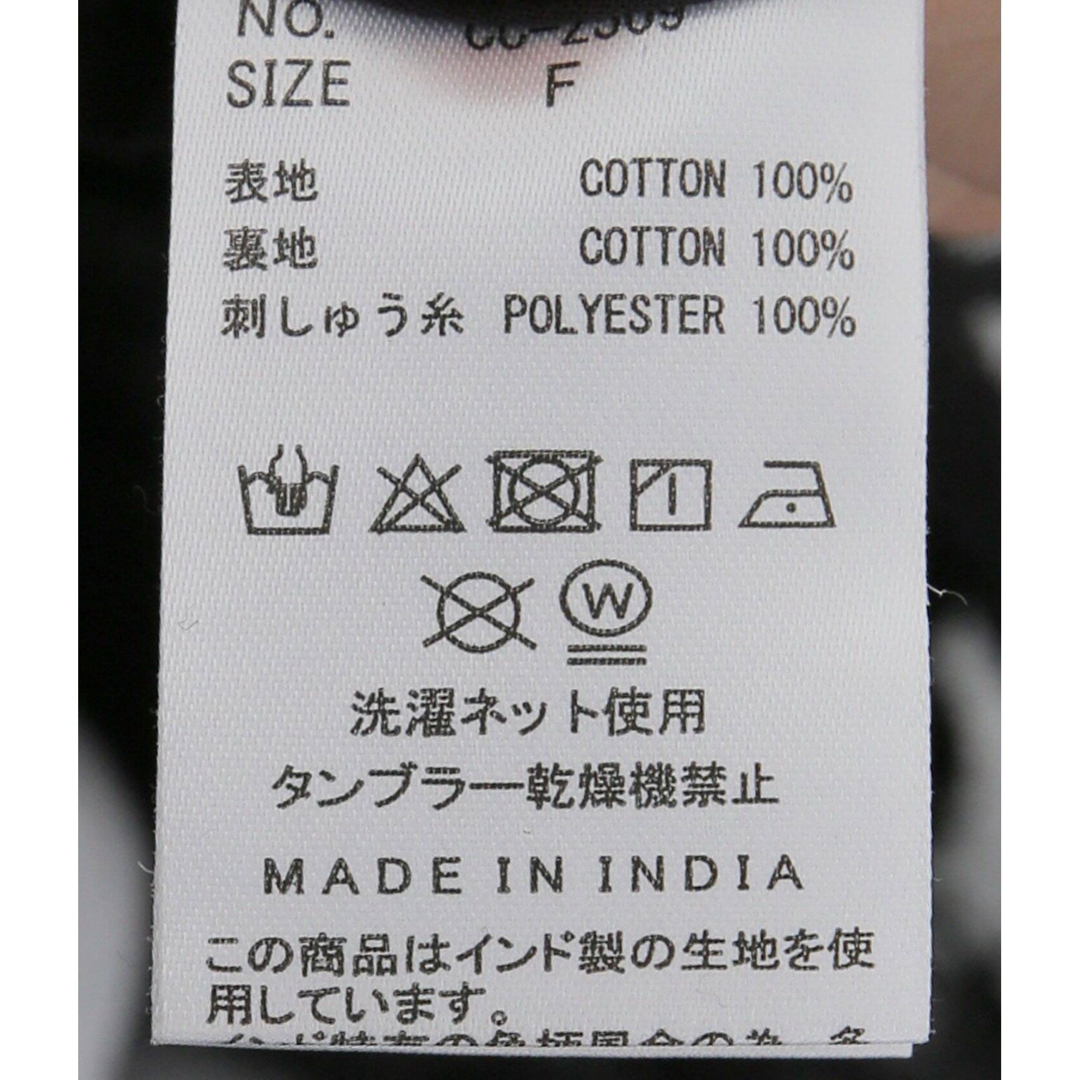 NO. CC-2309
SIZE F
表地 COTTON 100%
裏地 COTTON 100%
刺しゅう糸 POLYESTER 100%
W
洗濯ネット使用
タンブラー乾燥機禁止
MADE IN INDIA
この商品はインド製の生地を使
用しています。